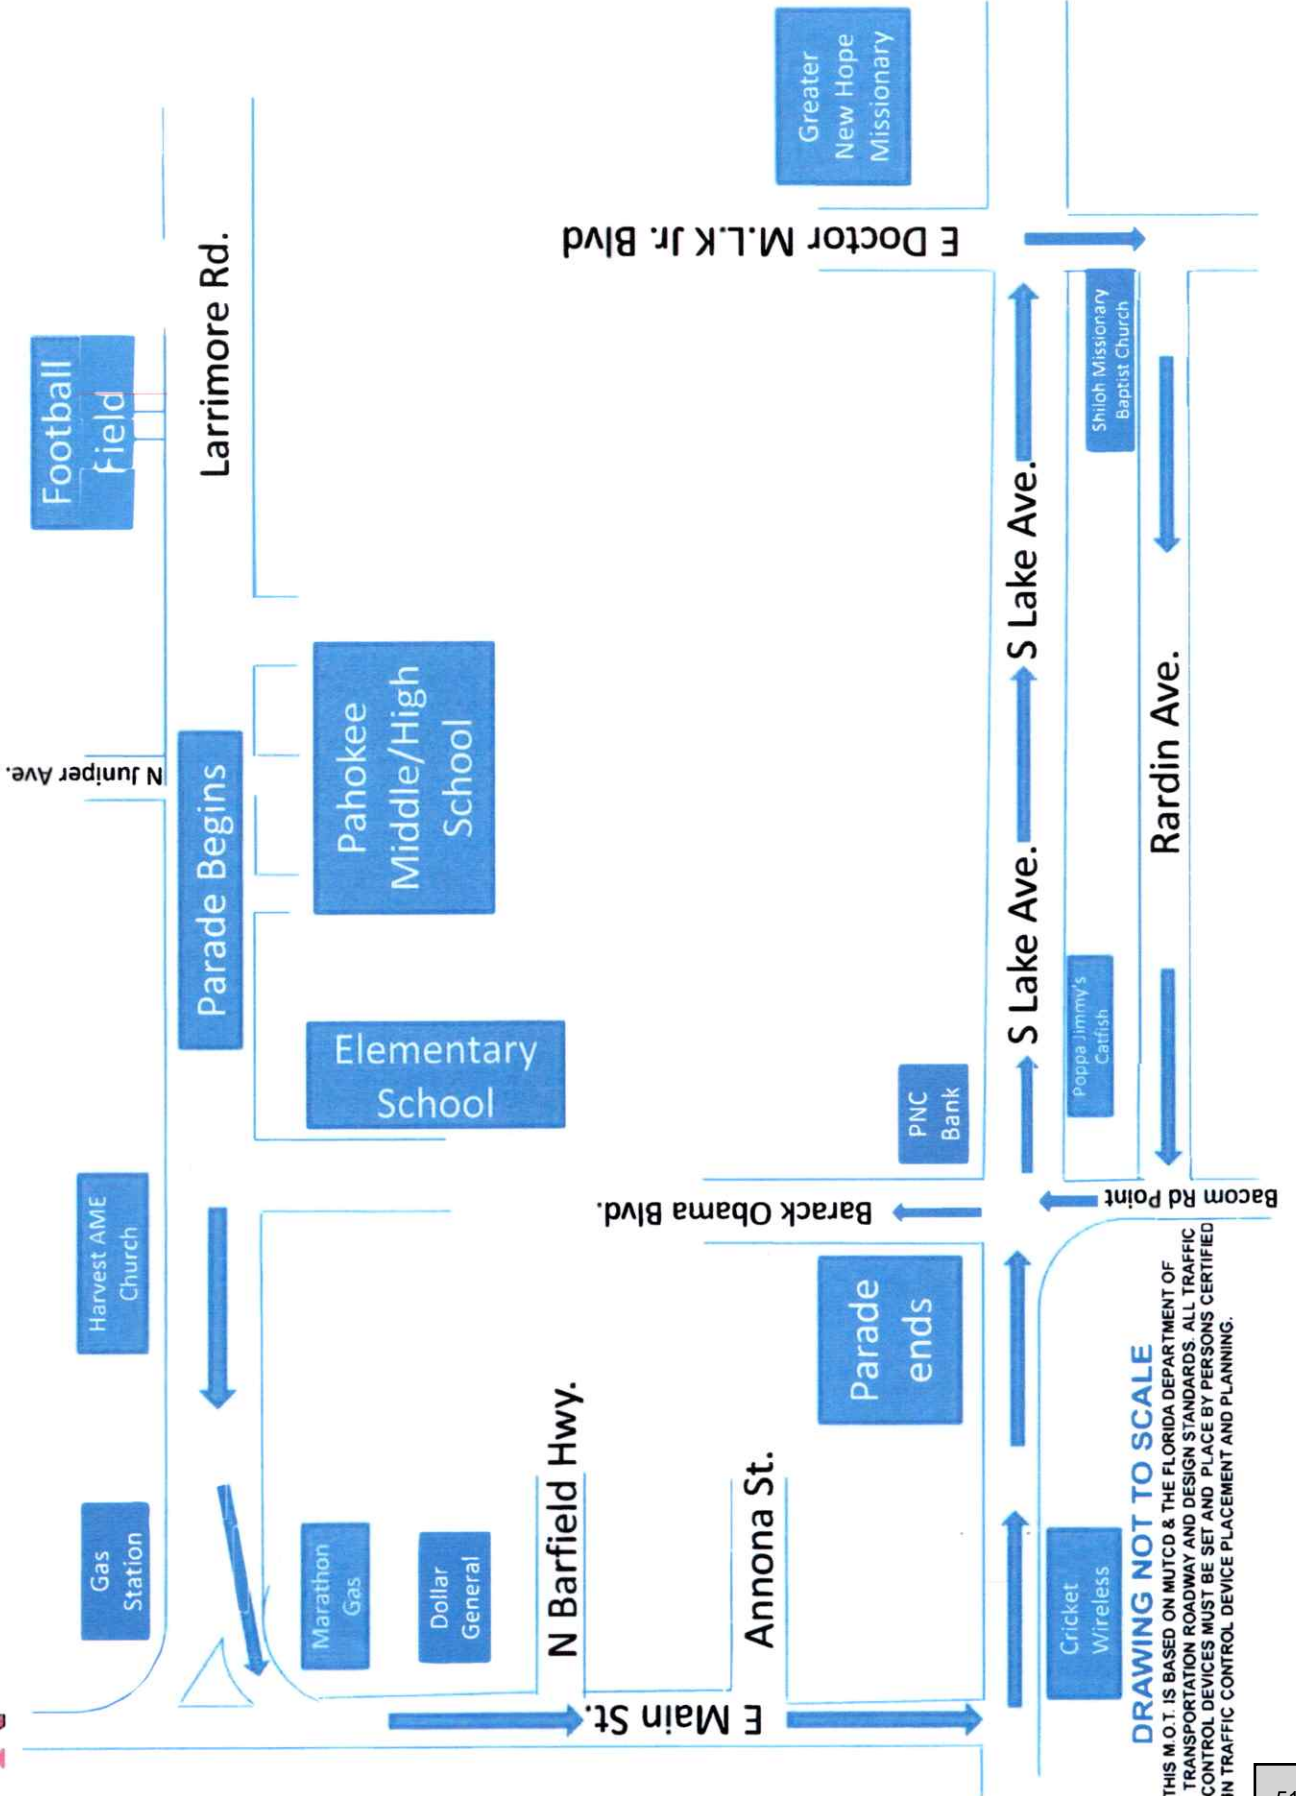 Football
Field
Larrimore Rd.
N Juniper Ave.
Parade Begins
Pahokee
Middle/High
School
Elementary
School
Harvest AME
Church
Gas
Station
Marathon
Gas
Dollar
General
N Barfield Hwy.
Annona St.
E Main St.
Greater
New Hope
Missionary
E Doctor M.L.K Jr. Blvd
S Lake Ave.
S Lake Ave.
Shiloh Missionary
Baptist Church
Rardin Ave.
Poppa Jimmy's
Catfish
PNC
Bank
Barack Obama Blvd.
Bacom Rd Point
Parade
ends
Cricket
Wireless
DRAWING NOT TO SCALE
THIS M.O.T. IS BASED ON MUTCD & THE FLORIDA DEPARTMENT OF
TRANSPORTATION ROADWAY AND DESIGN STANDARDS. ALL TRAFFIC
CONTROL DEVICES MUST BE SET AND PLACE BY PERSONS CERTIFIED
IN TRAFFIC CONTROL DEVICE PLACEMENT AND PLANNING.